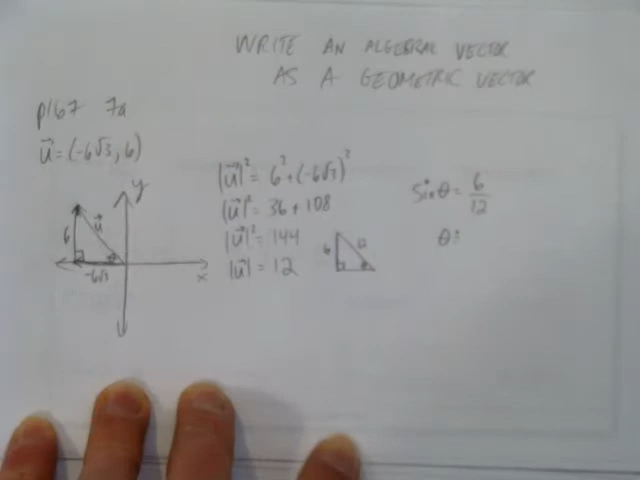 WRITE AN ALGEBRAIC VECTOR
AS A GEOMETRIC VECTOR
p167 7a
u⃗ = (-6√3, 6)
y
6
u⃗
-6√3
x
|u⃗|² = 6² + (-6√3)²
|u⃗|² = 36 + 108
|u⃗|² = 144
|u⃗| = 12
6
12
sinθ = 6/12
θ =